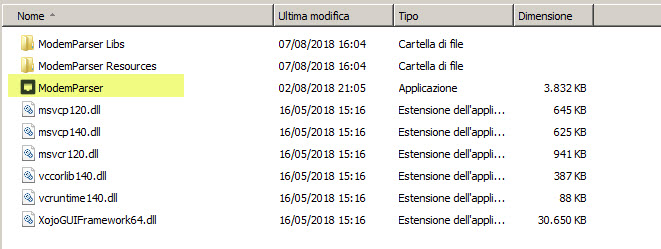 Nome Ultima modifica Tipo Dimensione
ModemParser Libs 07/08/2018 16:04 Cartella di file
ModemParser Resources 07/08/2018 16:04 Cartella di file
ModemParser 02/08/2018 21:05 Applicazione 3.832 KB
msvcp120.dll 16/05/2018 15:16 Estensione dell'appli... 645 KB
msvcp140.dll 16/05/2018 15:16 Estensione dell'appli... 625 KB
msvcr120.dll 16/05/2018 15:16 Estensione dell'appli... 941 KB
vccorlib140.dll 16/05/2018 15:16 Estensione dell'appli... 387 KB
vcruntime140.dll 16/05/2018 15:16 Estensione dell'appli... 88 KB
XojoGUIFramework64.dll 16/05/2018 15:16 Estensione dell'appli... 30.650 KB